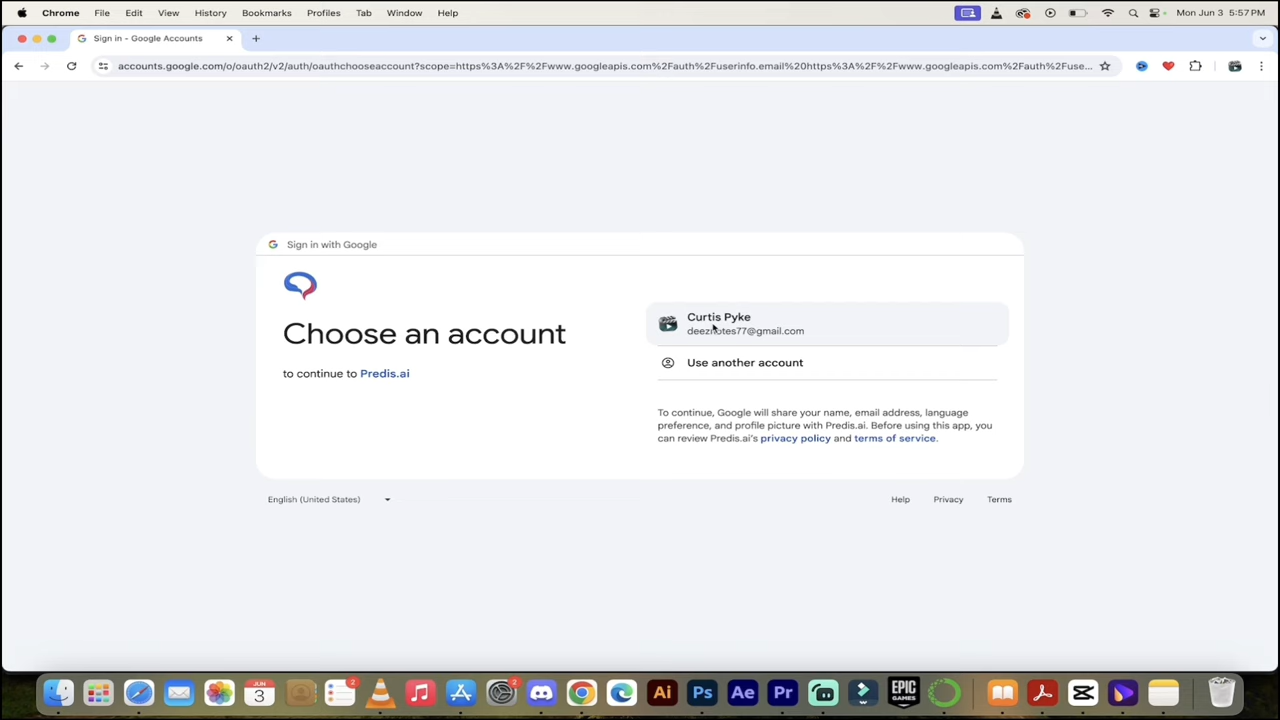 Chrome File Edit View History Bookmarks Profiles Tab Window Help Mon Jun 3 5:57 PM
Sign in - Google Accounts
accounts.google.com/o/oauth2/v2/auth/oauthchooseaccount?scope=https%3A%2F%2Fwww.googleapis.com%2Fauth%2Fuserinfo.email%20https%3A%2F%2Fwww.googleapis.com%2Fauth%2Fuse...
Sign in with Google
Choose an account
to continue to Predis.ai
Curtis Pyke
deeznotes77@gmail.com
Use another account
To continue, Google will share your name, email address, language
preference, and profile picture with Predis.ai. Before using this app, you
can review Predis.ai's privacy policy and terms of service.
English (United States)
Help Privacy Terms
JUN
3
2
2
Ai Ps Ae Pr
EPIC
GAMES